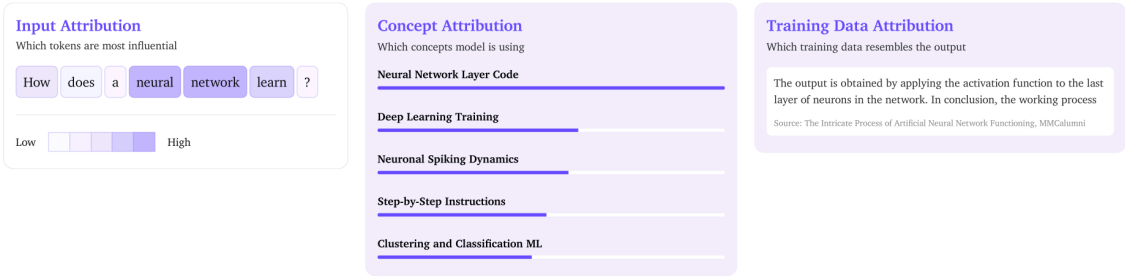 Input Attribution
Which tokens are most influential
How does a neural network learn ?
Low High
Concept Attribution
Which concepts model is using
Neural Network Layer Code
Deep Learning Training
Neuronal Spiking Dynamics
Step-by-Step Instructions
Clustering and Classification ML
Training Data Attribution
Which training data resembles the output
The output is obtained by applying the activation function to the last
layer of neurons in the network. In conclusion, the working process
Source: The Intricate Process of Artificial Neural Network Functioning, MMCalumni